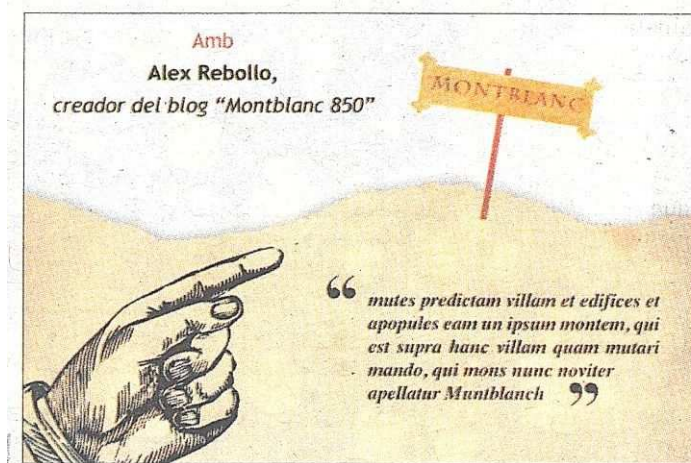 Amb
Alex Rebollo,
creador del blog “Montblanc 850”
MONTBLANC
“ mutes predictam villam et edifices et
apopules eam un ipsum montem, qui
est supra hanc villam quam mutari
mando, qui mons nunc noviter
apellatur Muntblanch ”